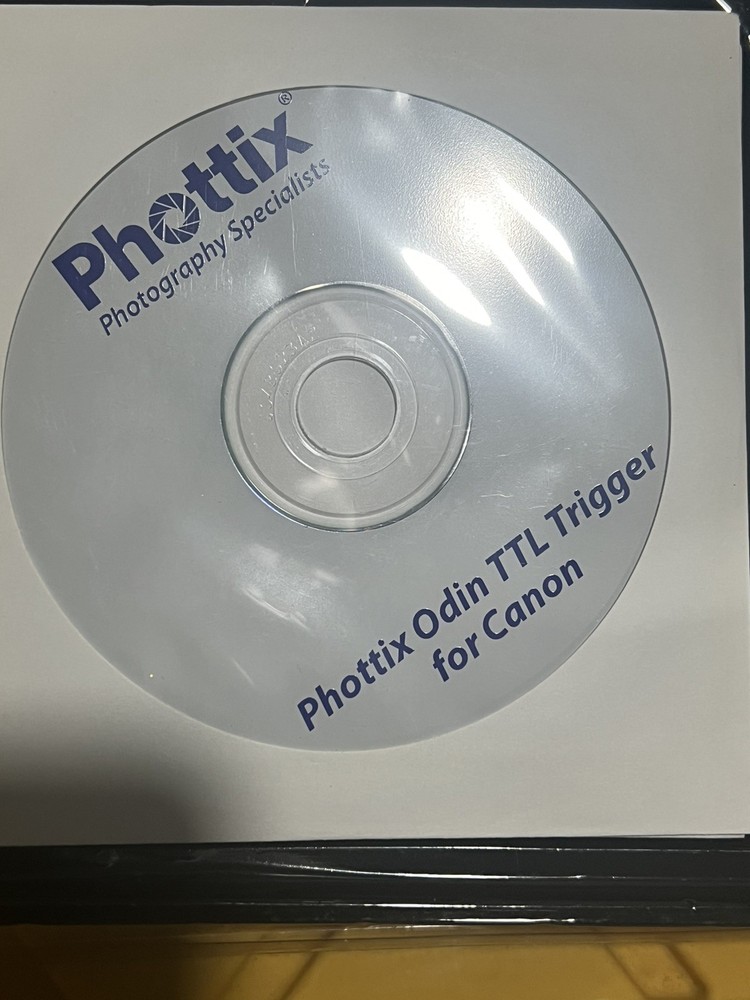 Phottix®
Photography Specialists
Phottix Odin TTL Trigger
for Canon